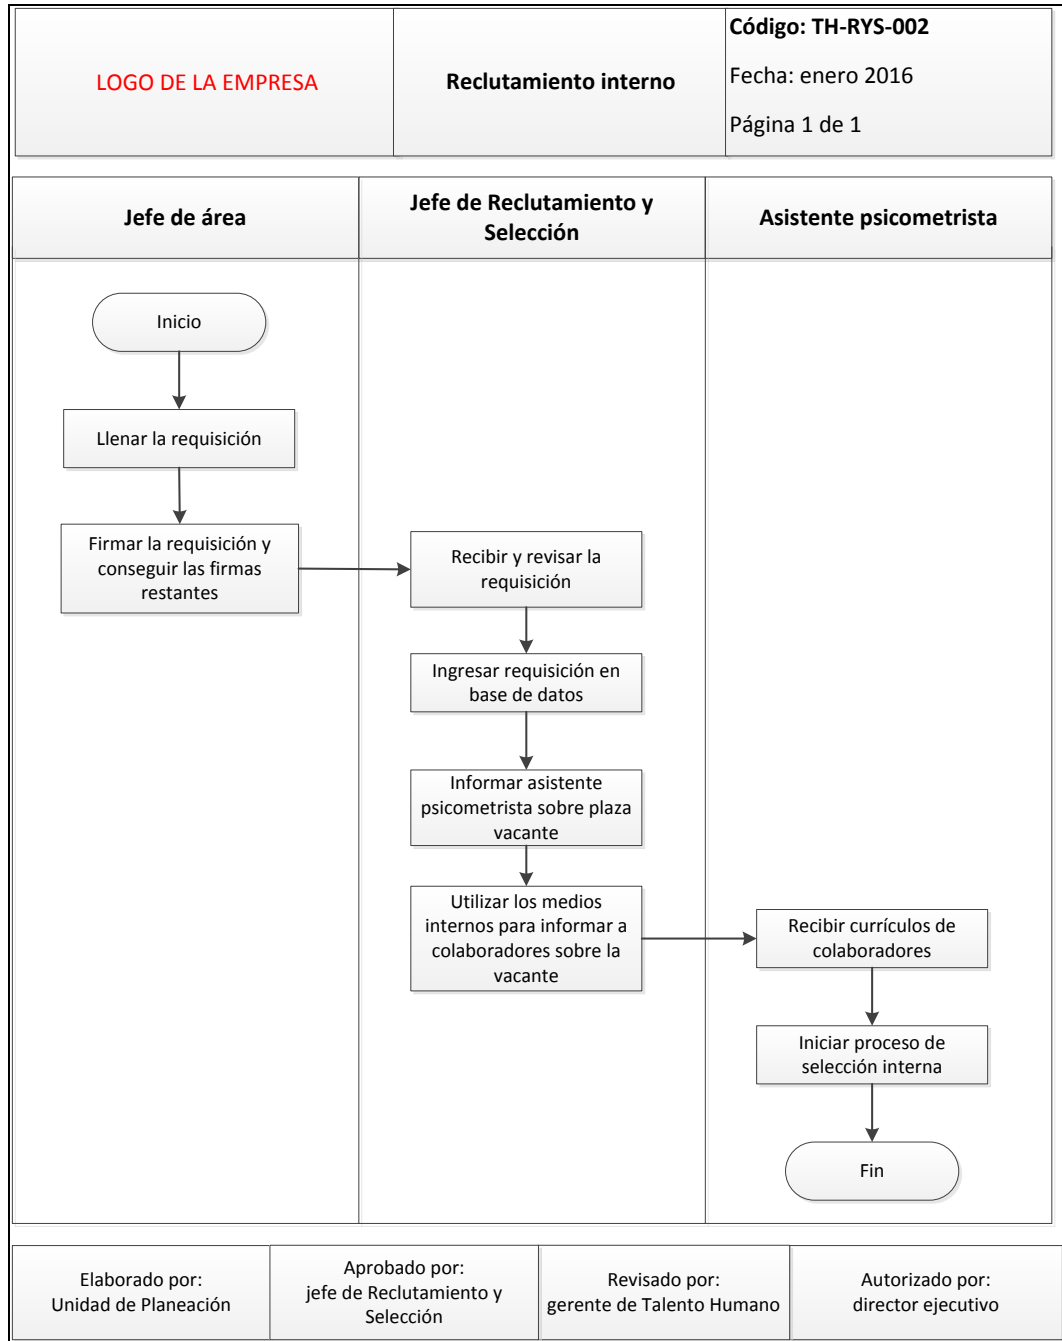 LOGO DE LA EMPRESA
Reclutamiento interno
Código: TH-RYS-002
Fecha: enero 2016
Página 1 de 1
Jefe de área
Jefe de Reclutamiento y
Selección
Asistente psicometrista
Inicio
Llenar la requisición
Firmar la requisición y
conseguir las firmas
restantes
Recibir y revisar la
requisición
Ingresar requisición en
base de datos
Informar asistente
psicometrista sobre plaza
vacante
Utilizar los medios
internos para informar a
colaboradores sobre la
vacante
Recibir currículos de
colaboradores
Iniciar proceso de
selección interna
Fin
Elaborado por:
Unidad de Planeación
Aprobado por:
jefe de Reclutamiento y
Selección
Revisado por:
gerente de Talento Humano
Autorizado por:
director ejecutivo